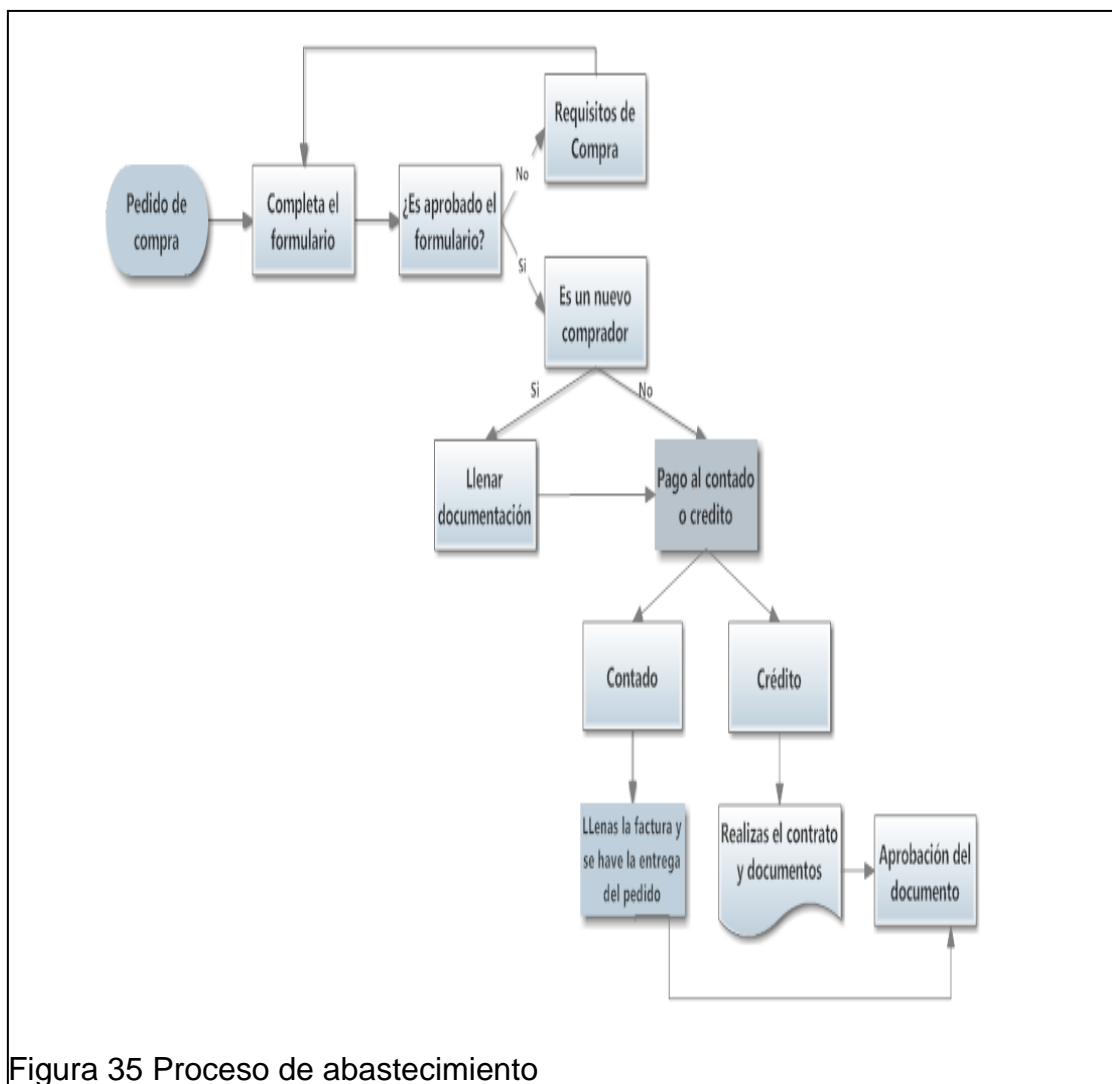 Requisitos de
Compra
No
Pedido de
compra
Completa el
formulario
¿Es aprobado el
formulario?
Si
Es un nuevo
comprador
Si
No
Llenar
documentación
Pago al contado
o credito
Contado
Crédito
LLenas la factura y
se have la entrega
del pedido
Realizas el contrato
y documentos
Aprobación del
documento
Figura 35 Proceso de abastecimiento